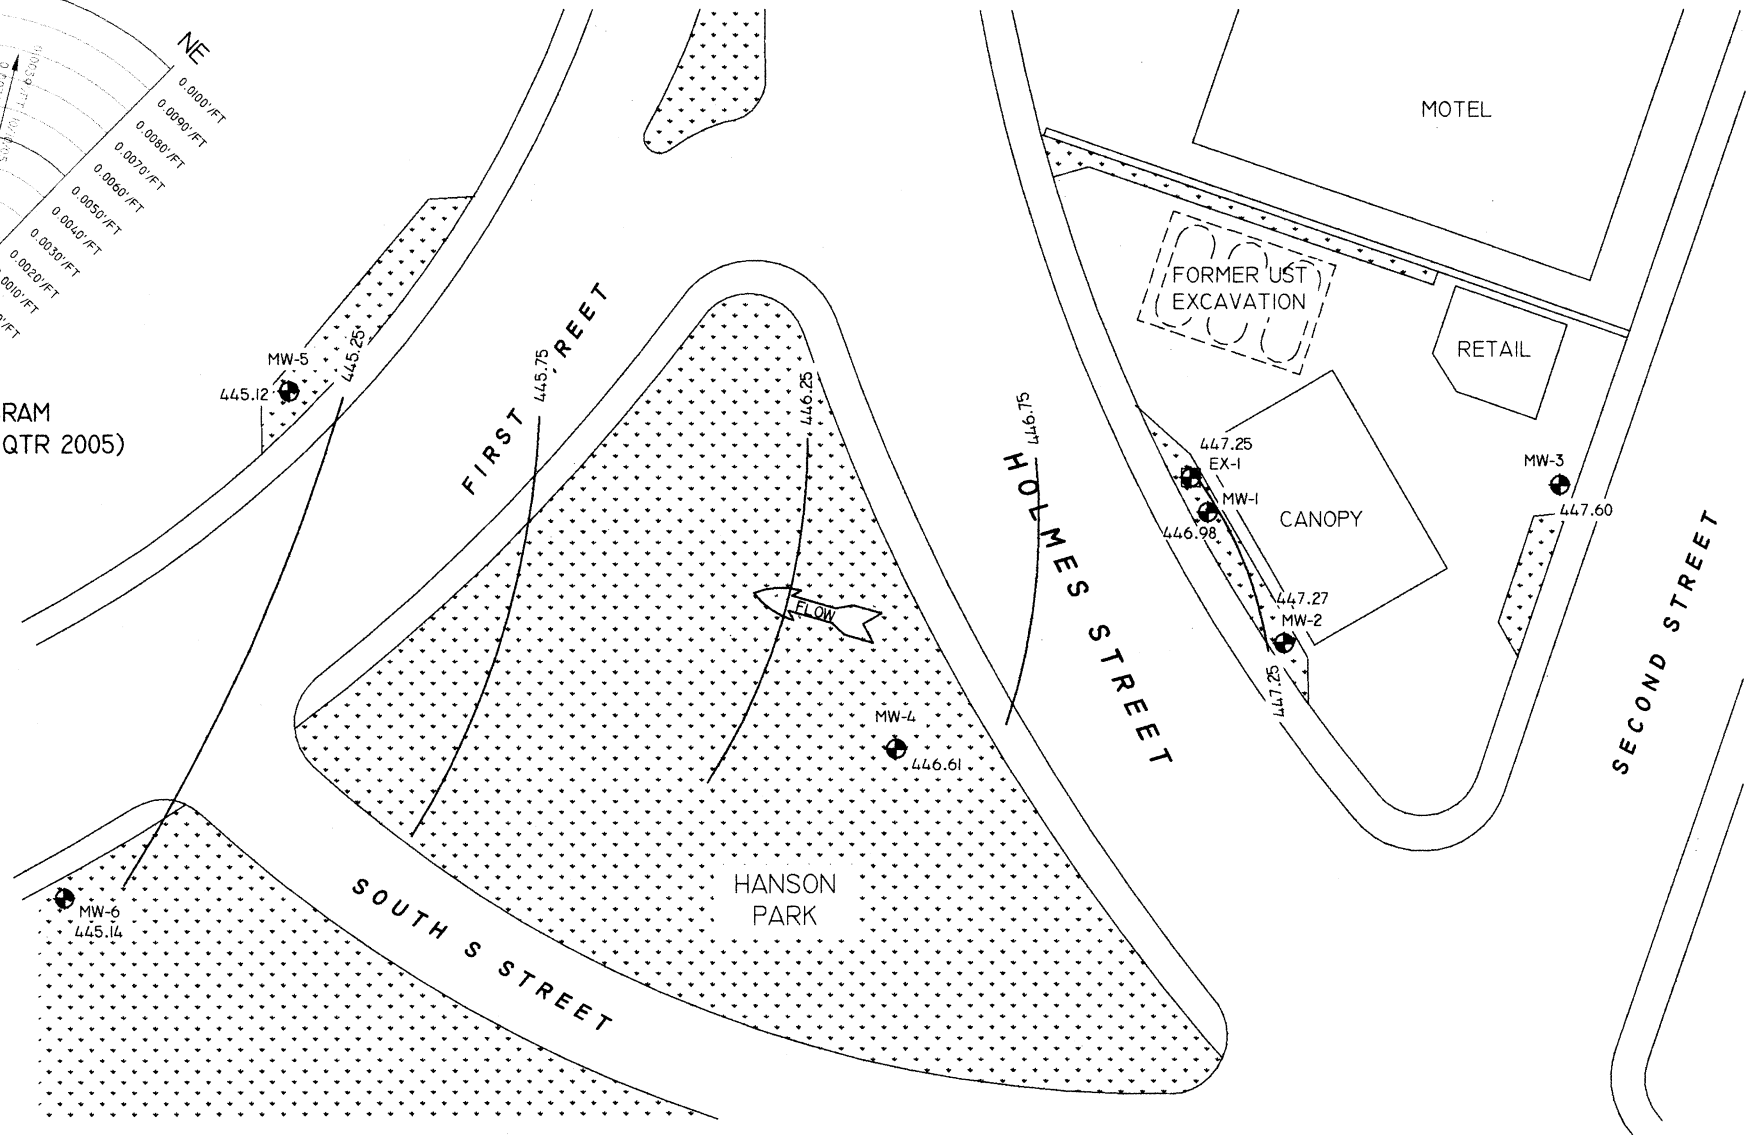 NE
0.0100'/FT
0.0090'/FT
0.0080'/FT
0.0070'/FT
0.0060'/FT
0.0050'/FT
0.0040'/FT
0.0030'/FT
0.0020'/FT
.0010'/FT
'/FT
RAM
QTR 2005)
MOTEL
FORMER UST
EXCAVATION
RETAIL
CANOPY
MW-5
445.12
445.25
445.75
446.25
446.75
FIRST STREET
HOLMES STREET
447.25
EX-1
MW-1
446.98
447.27
MW-2
447.25
MW-3
447.60
SECOND STREET
FLOW
MW-4
446.61
HANSON
PARK
SOUTH S STREET
MW-6
445.14